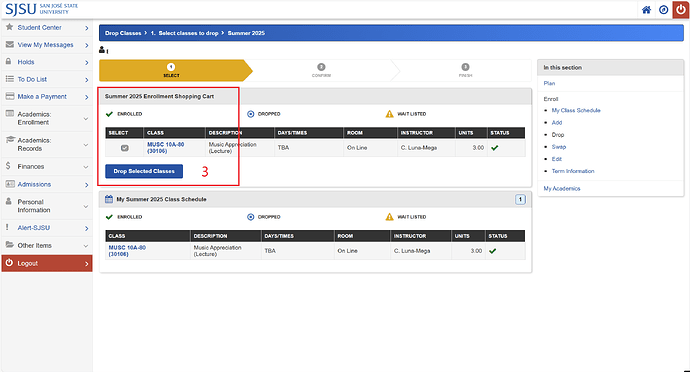 SJSU SAN JOSÉ STATE
UNIVERSITY
Student Center
View My Messages
Holds
To Do List
Make a Payment
Academics:
Enrollment
Academics:
Records
Finances
Admissions
Personal
Information
Alert-SJSU
Other Items
Logout
Drop Classes > 1. Select classes to drop > Summer 2025
1
SELECT
2
CONFIRM
3
FINISH
Summer 2025 Enrollment Shopping Cart
ENROLLED DROPPED WAIT LISTED
SELECT CLASS DESCRIPTION DAYS/TIMES ROOM INSTRUCTOR UNITS STATUS
MUSC 10A-80 Music Appreciation TBA On Line C. Luna-Mega 3.00
(30106) (Lecture)
Drop Selected Classes 3
My Summer 2025 Class Schedule 1
ENROLLED DROPPED WAIT LISTED
CLASS DESCRIPTION DAYS/TIMES ROOM INSTRUCTOR UNITS STATUS
MUSC 10A-80 Music Appreciation TBA On Line C. Luna-Mega 3.00
(30106) (Lecture)
In this section
Plan
Enroll
My Class Schedule
Add
Drop
Swap
Edit
Term Information
My Academics